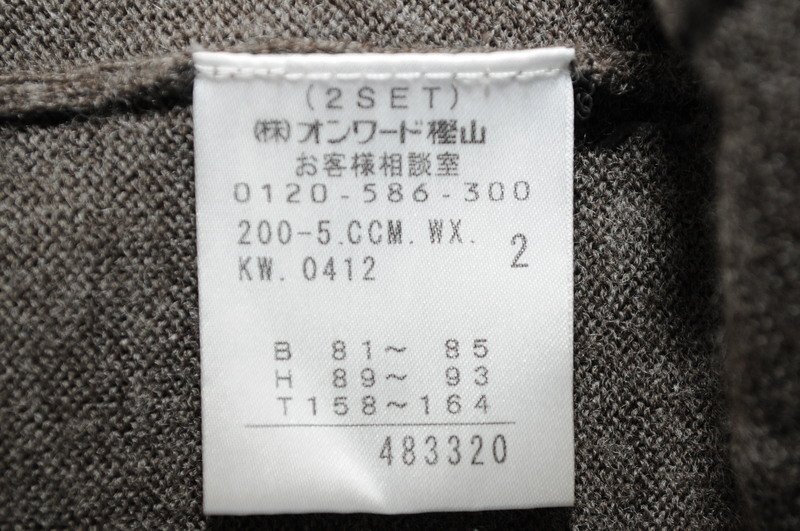 (2SET)
㈱オンワード樫山
お客様相談室
0120-586-300
200-5.CCM.WX.
2
KW.0412
B 81～ 85
H 89～ 93
T158～164
483320